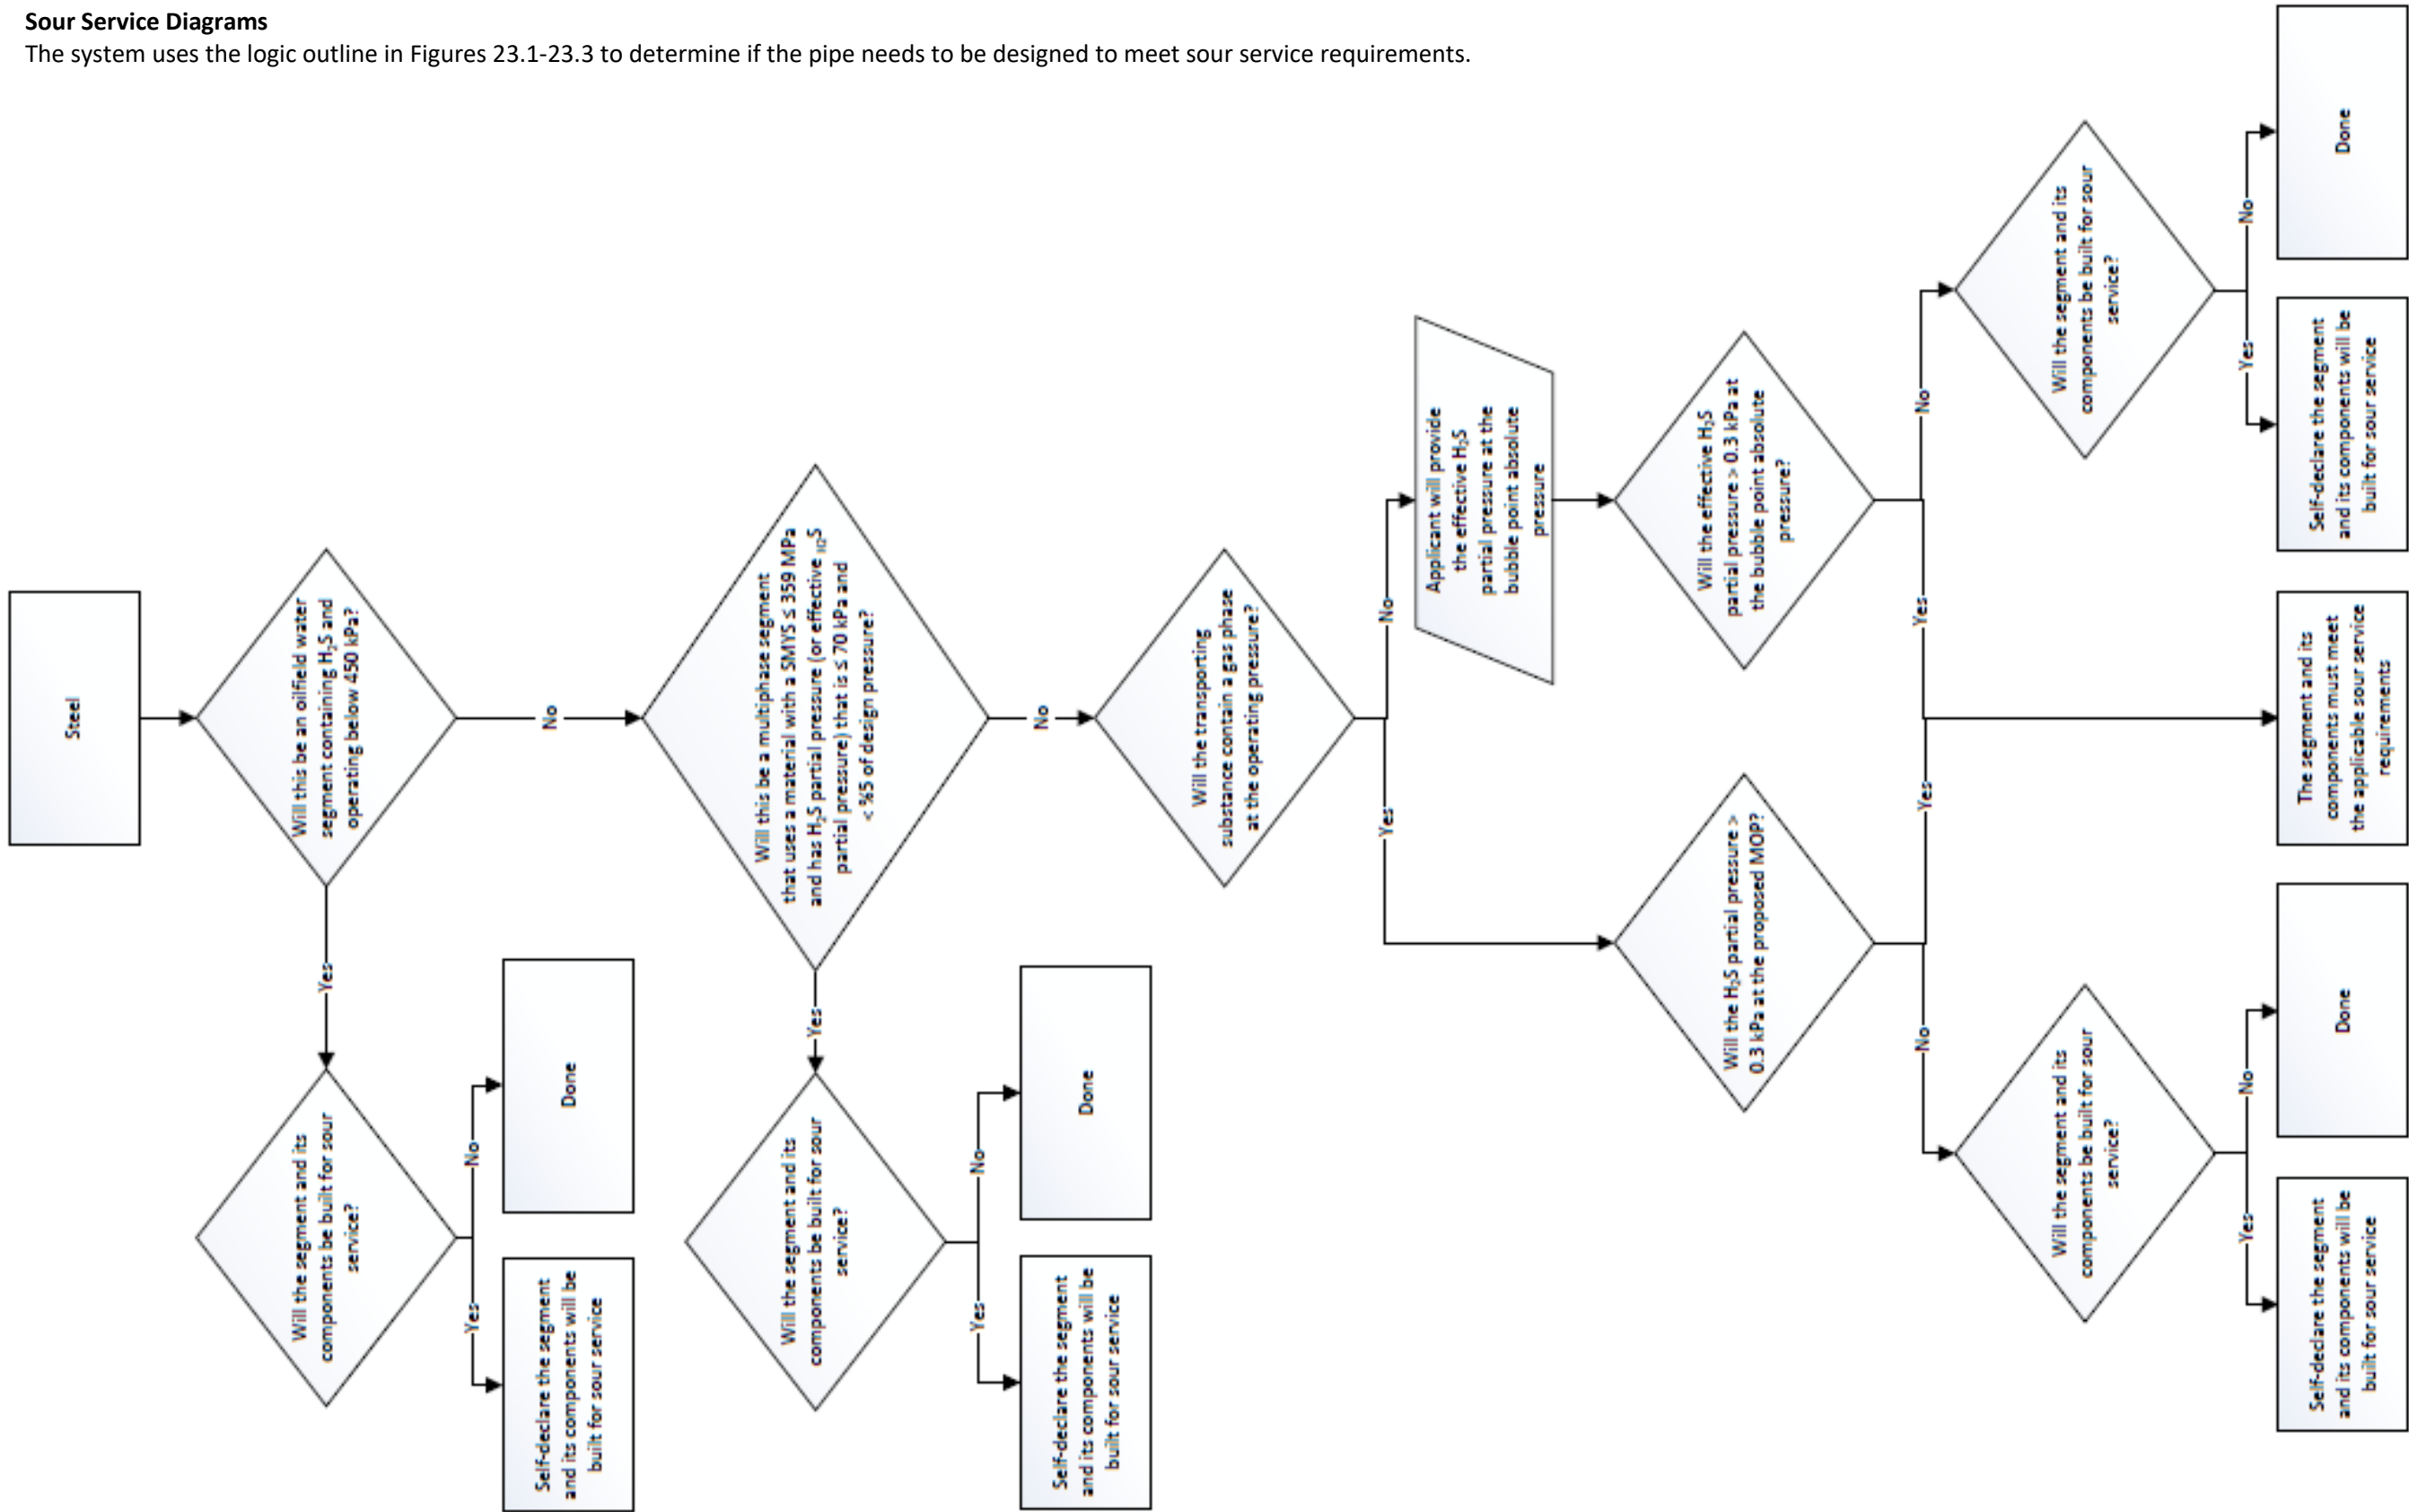 Sour Service Diagrams
The system uses the logic outline in Figures 23.1-23.3 to determine if the pipe needs to be designed to meet sour service requirements.
Steel
Will this be an oilfield water
segment containing H₂S and
operating below 450 kPa?
Yes
No
Will the segment and its
components be built for sour
service?
Yes
No
Self-declare the segment
and its components will be
built for sour service
Done
Will this be a multiphase segment
that uses a material with a SMYS ≤ 359 MPa
and has H₂S partial pressure (or effective H2S
partial pressure) that is ≤ 70 kPa and
< %5 of design pressure?
Yes
No
Will the segment and its
components be built for sour
service?
Yes
No
Self-declare the segment
and its components will be
built for sour service
Done
Will the transporting
substance contain a gas phase
at the operating pressure?
Yes
No
Applicant will provide
the effective H₂S
partial pressure at the
bubble point absolute
pressure
Will the H₂S partial pressure >
0.3 kPa at the proposed MOP?
Will the effective H₂S
partial pressure > 0.3 kPa at
the bubble point absolute
pressure?
No
Yes
Yes
No
Will the segment and its
components be built for sour
service?
Will the segment and its
components be built for sour
service?
Yes
No
Yes
No
Self-declare the segment
and its components will be
built for sour service
Done
The segment and its
components must meet
the applicable sour service
requirements
Self-declare the segment
and its components will be
built for sour service
Done